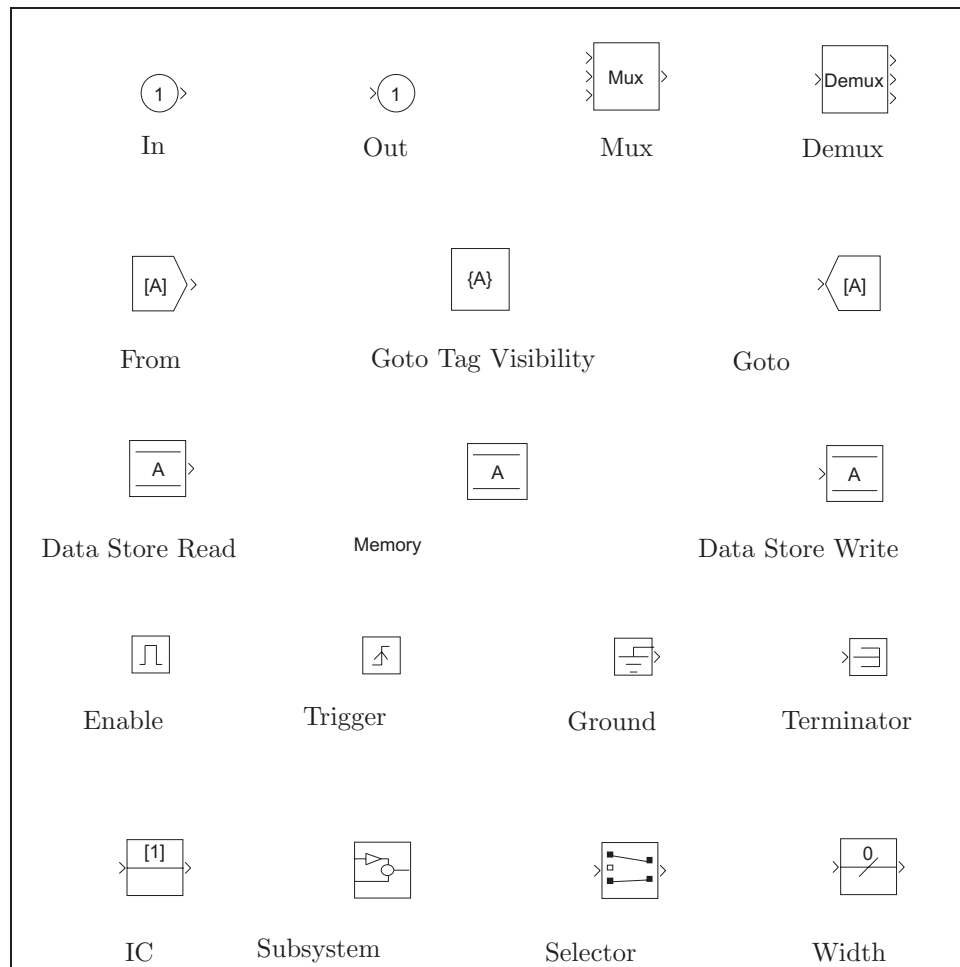 1 1 Mux Demux
In Out Mux Demux
[A] {A} [A]
From Goto Tag Visibility Goto
A A A
Data Store Read Memory Data Store Write
Enable Trigger Ground Terminator
[1] 0
IC Subsystem Selector Width